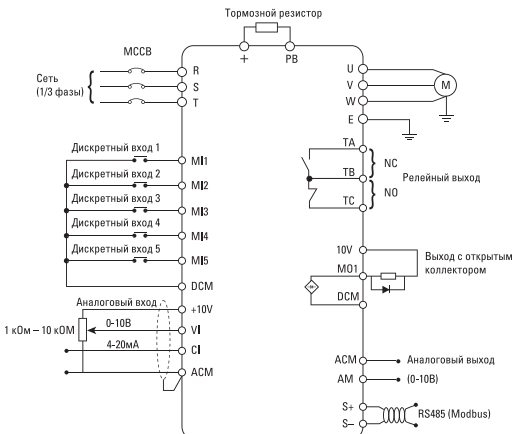 Тормозной резистор
+ PB
MCCB
Сеть
(1/3 фазы)
R
S
T
U
V
W
E
M
Дискретный вход 1
MI1
Дискретный вход 2
MI2
Дискретный вход 3
MI3
Дискретный вход 4
MI4
Дискретный вход 5
MI5
DCM
TA
TB
TC
NC
NO
Релейный выход
10V
MO1
DCM
Выход с открытым
коллектором
Аналоговый вход
+10V
1 кОм – 10 кОМ
0-10В
VI
4-20мА
CI
ACM
ACM
Аналоговый выход
AM
(0-10В)
S+
S–
RS485 (Modbus)